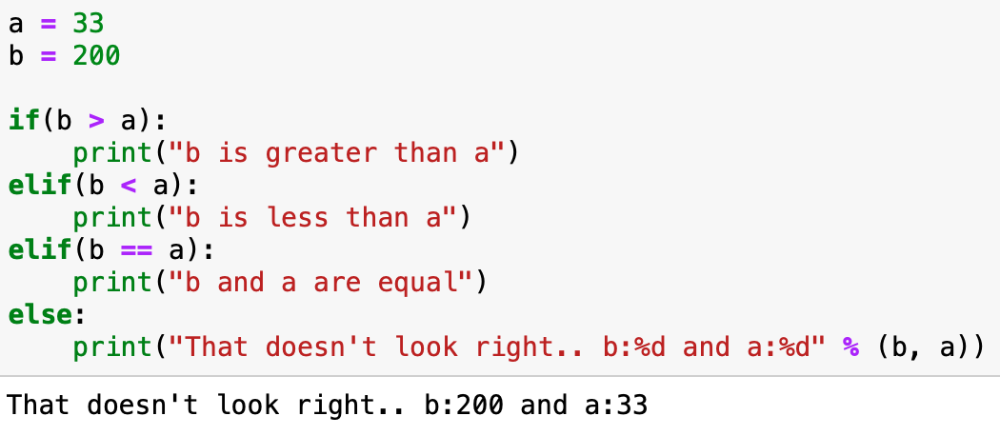 a = 33
b = 200
if(b > a):
    print("b is greater than a")
elif(b < a):
    print("b is less than a")
elif(b == a):
    print("b and a are equal")
else:
    print("That doesn't look right.. b:%d and a:%d" % (b, a))
That doesn't look right.. b:200 and a:33